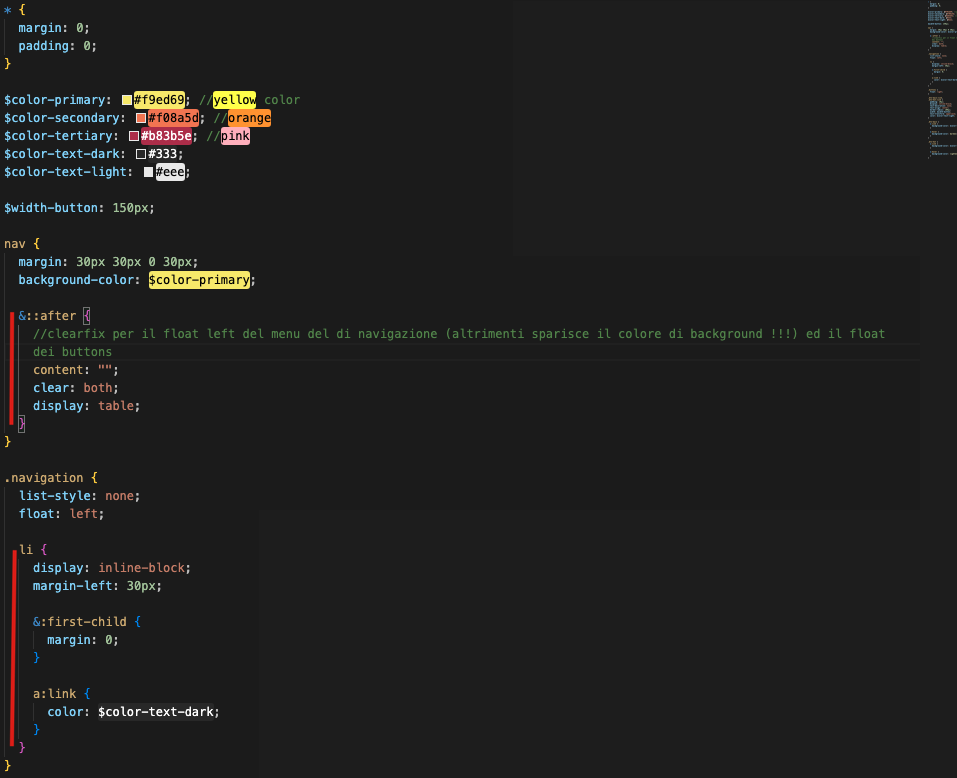 * {
  margin: 0;
  padding: 0;
}
$color-primary: #f9ed69; //yellow color
$color-secondary: #f08a5d; //orange
$color-tertiary: #b83b5e; //pink
$color-text-dark: #333;
$color-text-light: #eee;
$width-button: 150px;
nav {
  margin: 30px 30px 0 30px;
  background-color: $color-primary;
  &::after {
    //clearfix per il float left del menu del di navigazione (altrimenti sparisce il colore di background !!!) ed il float
    dei buttons
    content: "";
    clear: both;
    display: table;
  }
}
.navigation {
  list-style: none;
  float: left;
  li {
    display: inline-block;
    margin-left: 30px;
    &:first-child {
      margin: 0;
    }
    a:link {
      color: $color-text-dark;
    }
  }
}